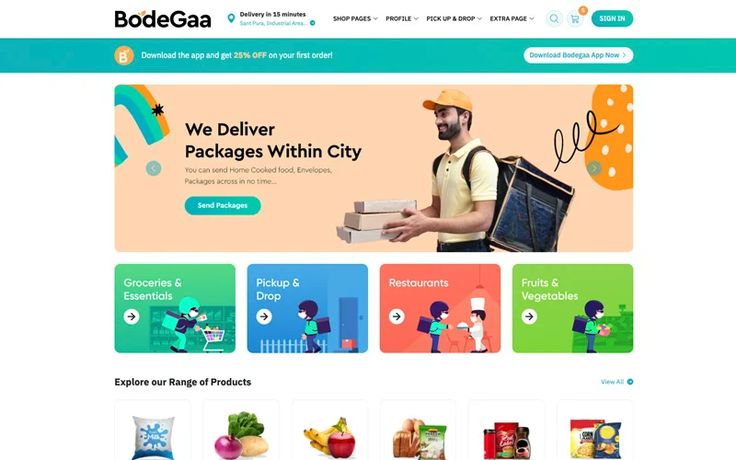 BodeGaa
Delivery in 15 minutes
Sant Pura, Industrial Area..
SHOP PAGES
PROFILE
PICK UP & DROP
EXTRA PAGE
SIGN IN
Download the app and get 25% OFF on your first order!
Download Bodegaa App Now
We Deliver
Packages Within City
You can send Home Cooked food, Envelopes,
Packages across in no time...
Send Packages
Groceries &
Essentials
Pickup &
Drop
Restaurants
Fruits &
Vegetables
Explore our Range of Products
View All